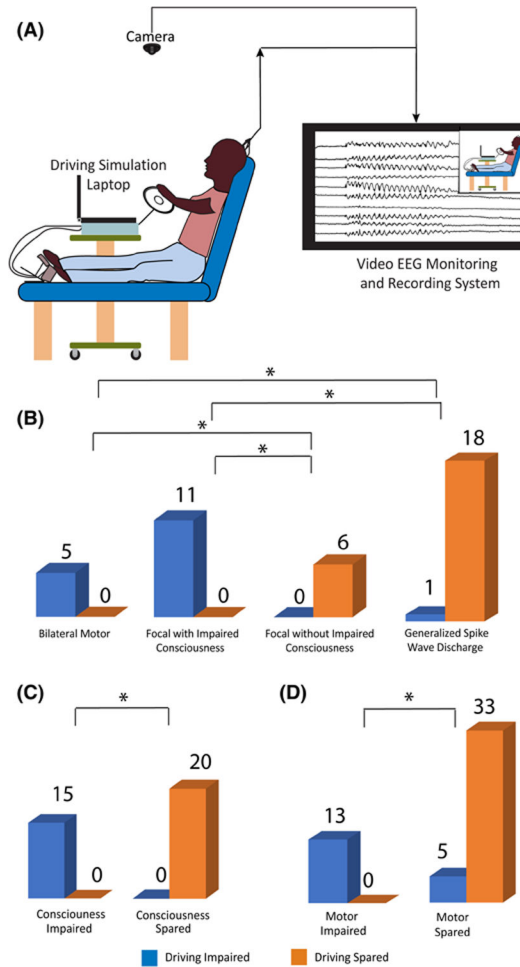 (A)
Camera
Driving Simulation
Laptop
Video EEG Monitoring
and Recording System
(B)
*
*
*
*
5
0
Bilateral Motor
11
0
Focal with Impaired
Consciousness
0
6
Focal without Impaired
Consciousness
1
18
Generalized Spike
Wave Discharge
(C)
*
15
0
Consciousness
Impaired
0
20
Consciousness
Spared
(D)
*
13
0
Motor
Impaired
5
33
Motor
Spared
Driving Impaired
Driving Spared